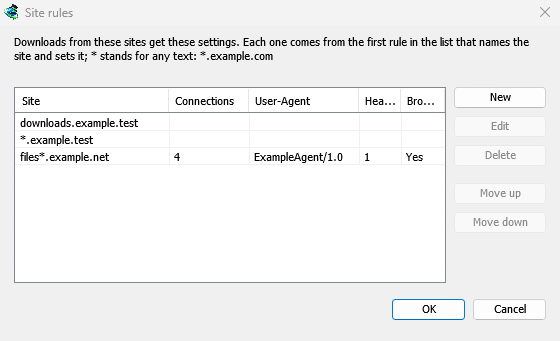 Site rules
Downloads from these sites get these settings. Each one comes from the first rule in the list that names
the site and sets it; * stands for any text: *.example.com
Site Connections User-Agent Hea... Bro...
downloads.example.test
*.example.test
files*.example.net 4 ExampleAgent/1.0 1 Yes
New
Edit
Delete
Move up
Move down
OK Cancel